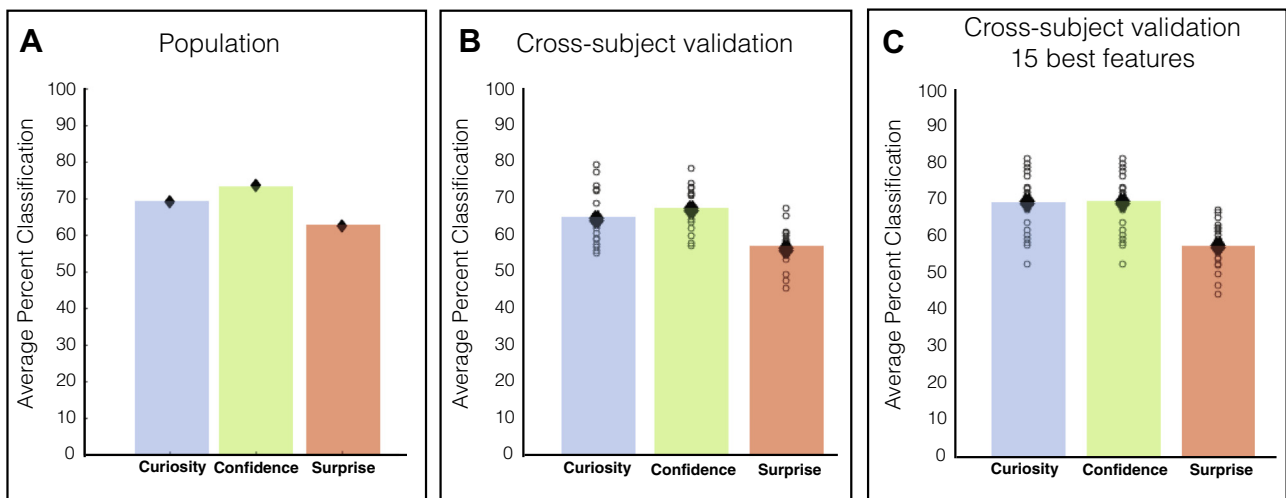 A
Population
Average Percent Classification
100
90
80
70
60
50
40
30
20
10
0
Curiosity Confidence Surprise
B
Cross-subject validation
Average Percent Classification
100
90
80
70
60
50
40
30
20
10
0
Curiosity Confidence Surprise
C
Cross-subject validation
15 best features
Average Percent Classification
100
90
80
70
60
50
40
30
20
10
0
Curiosity Confidence Surprise